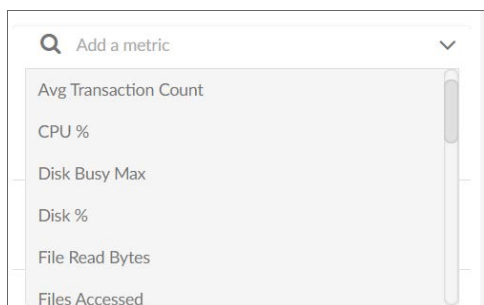 Add a metric
Avg Transaction Count
CPU %
Disk Busy Max
Disk %
File Read Bytes
Files Accessed